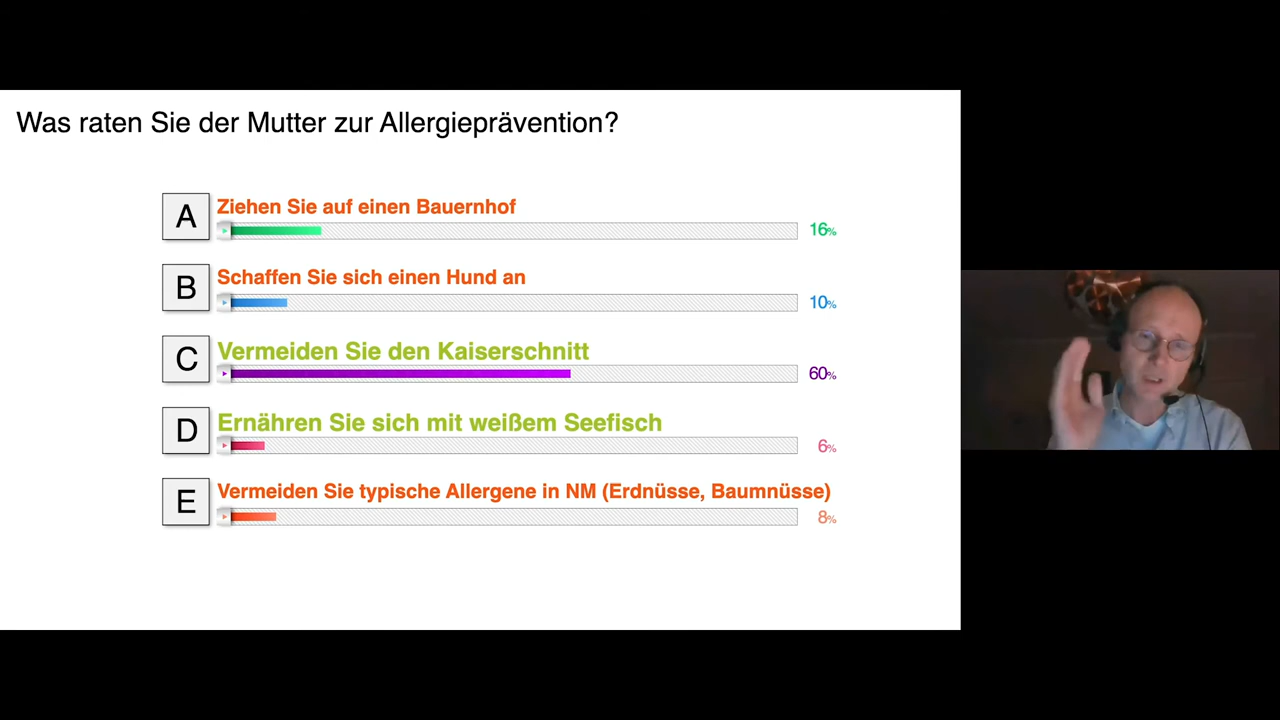 Was raten Sie der Mutter zur Allergieprävention?
A
Ziehen Sie auf einen Bauernhof
16%
B
Schaffen Sie sich einen Hund an
10%
C
Vermeiden Sie den Kaiserschnitt
60%
D
Ernähren Sie sich mit weißem Seefisch
6%
E
Vermeiden Sie typische Allergene in NM (Erdnüsse, Baumnüsse)
8%